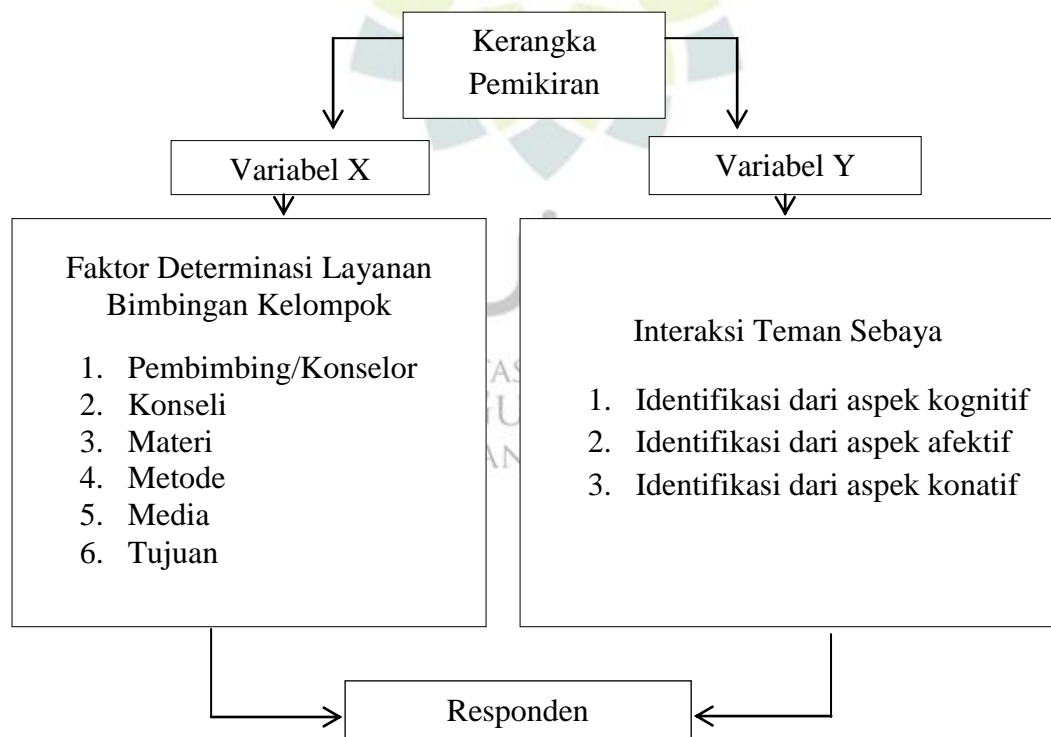 Kerangka
Pemikiran
Variabel X
Variabel Y
Faktor Determinasi Layanan
Bimbingan Kelompok
1. Pembimbing/Konselor
2. Konseli
3. Materi
4. Metode
5. Media
6. Tujuan
Interaksi Teman Sebaya
1. Identifikasi dari aspek kognitif
2. Identifikasi dari aspek afektif
3. Identifikasi dari aspek konatif
Responden